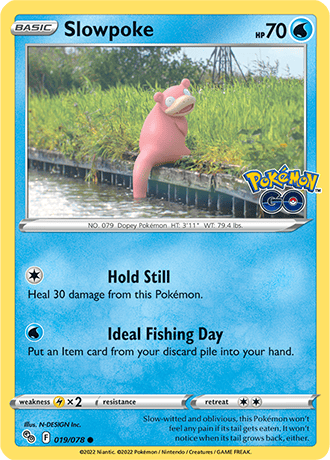 BASIC Slowpoke HP 70
Pokémon
GO
NO. 079 Dopey Pokémon HT: 3'11" WT: 79.4 lbs.
Hold Still
Heal 30 damage from this Pokémon.
Ideal Fishing Day
Put an Item card from your discard pile into your hand.
weakness ×2 resistance retreat
Illus. N-DESIGN Inc.
F 019/078
Slow-witted and oblivious, this Pokémon won't
feel any pain if its tail gets eaten. It won't
notice when its tail grows back, either.
©2022 Niantic ©2022 Pokémon / Nintendo / Creatures / GAME FREAK.